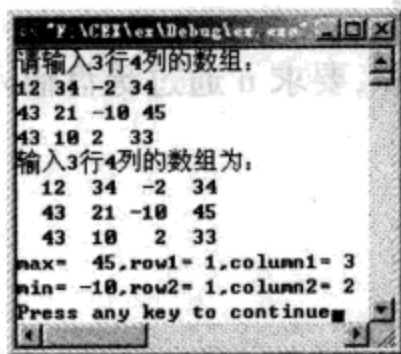 "F:\CEX\ex\Debug\ex.exe"
请输入3行4列的数组：
12 34 -2 34
43 21 -10 45
43 10 2  33
输入3行4列的数组为：
  12   34   -2   34
  43   21  -10   45
  43   10    2   33
max=  45,row1= 1,column1= 3
min= -10,row2= 1,column2= 2
Press any key to continue